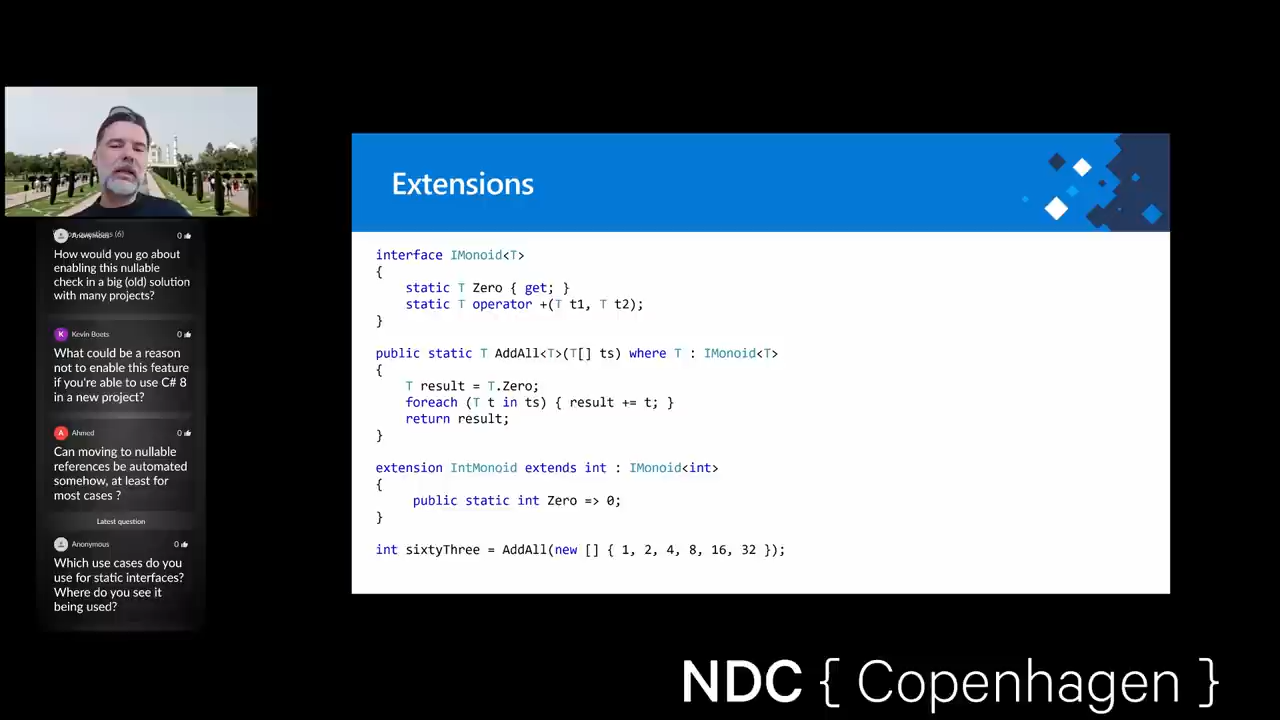 Anonymous
0
How would you go about
enabling this nullable
check in a big (old) solution
with many projects?
K
Kevin Boets
0
What could be a reason
not to enable this feature
if you're able to use C# 8
in a new project?
A
Ahmed
0
Can moving to nullable
references be automated
somehow, at least for
most cases ?
Latest question
Anonymous
0
Which use cases do you
use for static interfaces?
Where do you see it
being used?
Extensions
interface IMonoid<T>
{
static T Zero { get; }
static T operator +(T t1, T t2);
}
public static T AddAll<T>(T[] ts) where T : IMonoid<T>
{
T result = T.Zero;
foreach (T t in ts) { result += t; }
return result;
}
extension IntMonoid extends int : IMonoid<int>
{
public static int Zero => 0;
}
int sixtyThree = AddAll(new [] { 1, 2, 4, 8, 16, 32 });
NDC { Copenhagen }